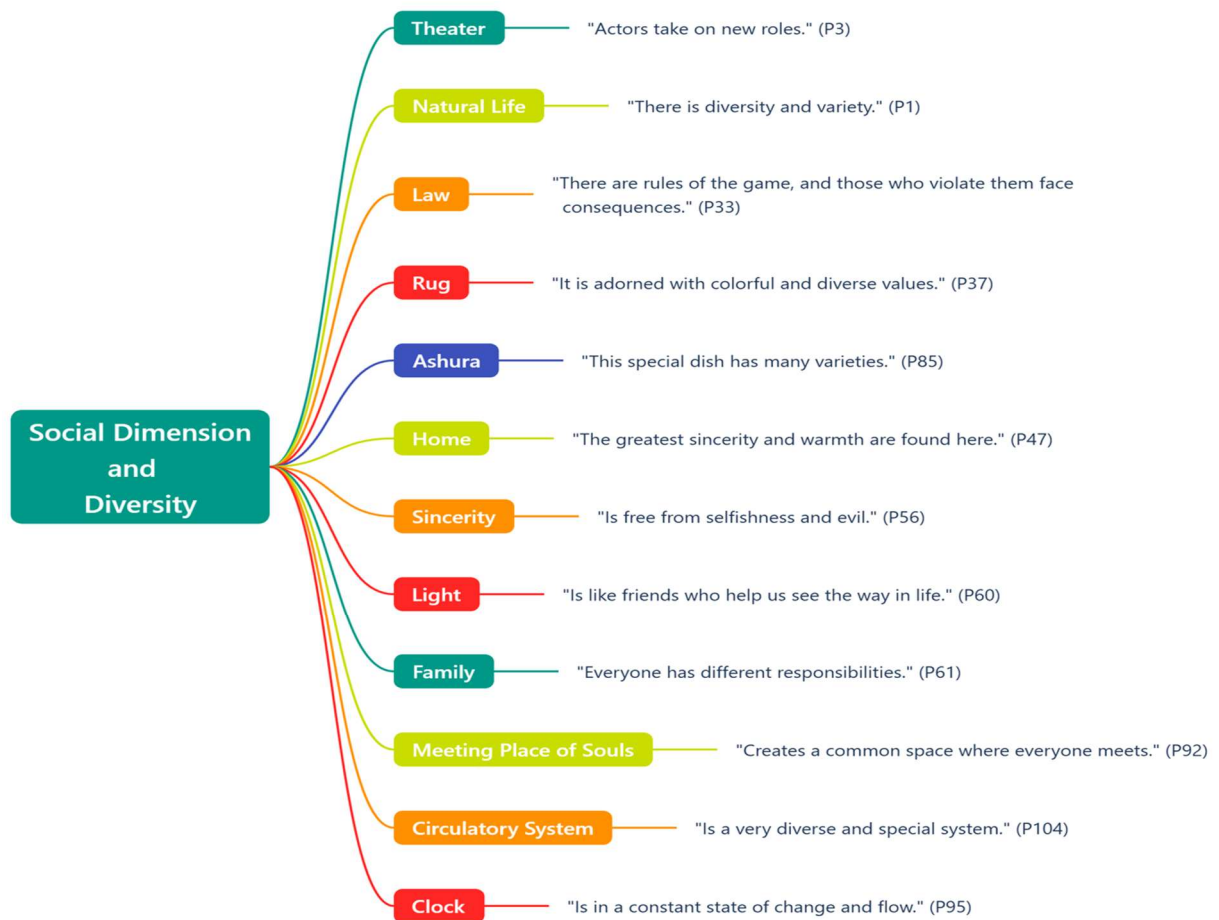 Theater
"Actors take on new roles." (P3)
Natural Life
"There is diversity and variety." (P1)
Law
"There are rules of the game, and those who violate them face
consequences." (P33)
Rug
"It is adorned with colorful and diverse values." (P37)
Ashura
"This special dish has many varieties." (P85)
Social Dimension
and
Diversity
Home
"The greatest sincerity and warmth are found here." (P47)
Sincerity
"Is free from selfishness and evil." (P56)
Light
"Is like friends who help us see the way in life." (P60)
Family
"Everyone has different responsibilities." (P61)
Meeting Place of Souls
"Creates a common space where everyone meets." (P92)
Circulatory System
"Is a very diverse and special system." (P104)
Clock
"Is in a constant state of change and flow." (P95)